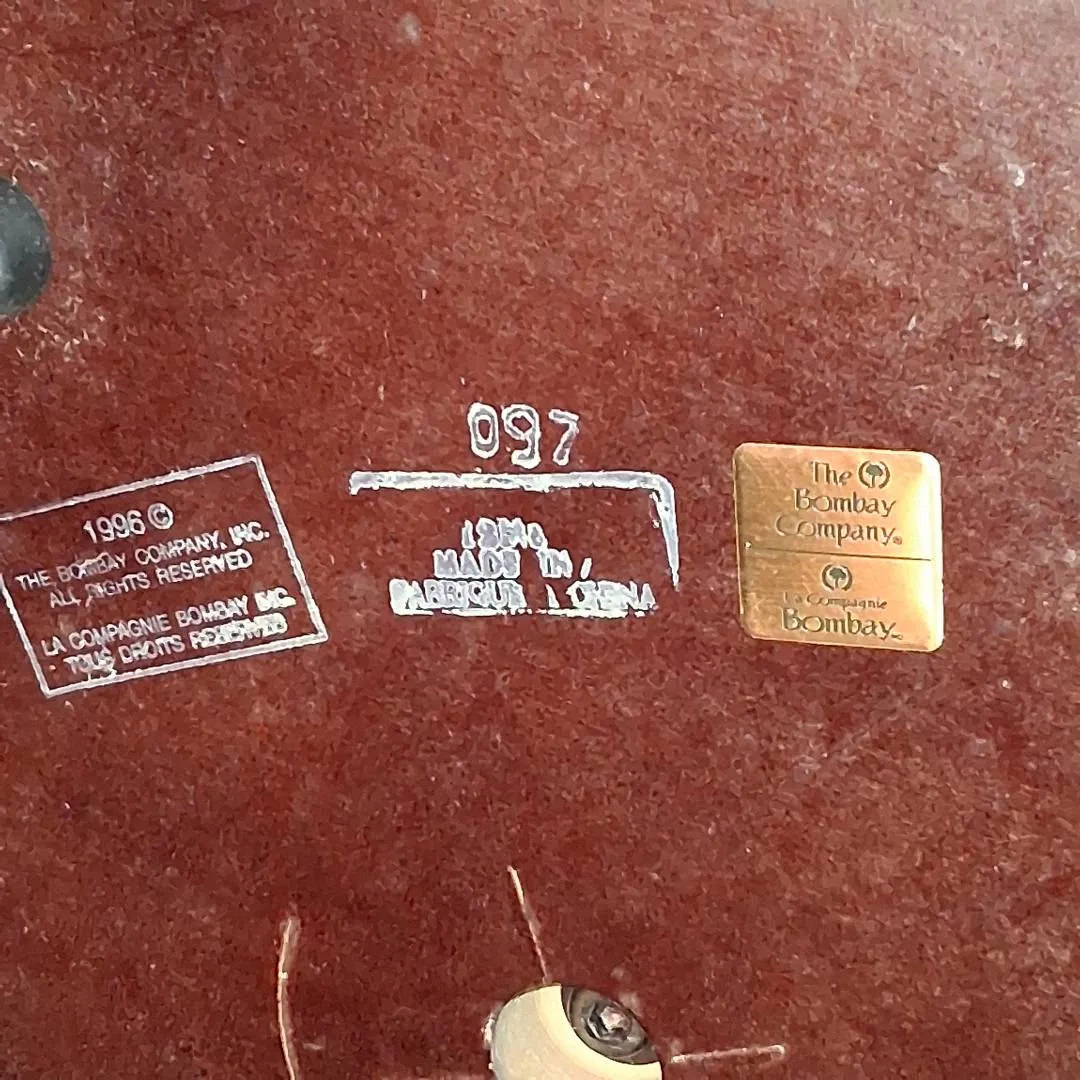 1996 ©
THE BOMBAY COMPANY, INC.
ALL RIGHTS RESERVED
LA COMPAGNIE BOMBAY INC.
TOUS DROITS RESERVES
097
MADE IN /
FABRIQUE CHINA
The
Bombay
Company®
La Compagnie
Bombay